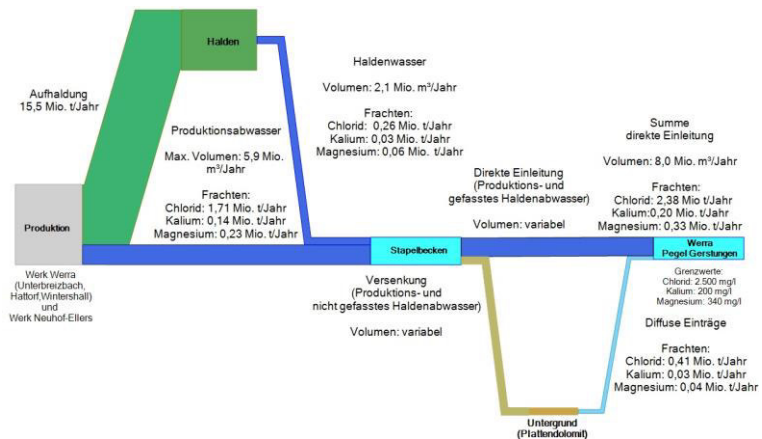 Halden
Aufhaldung
15,5 Mio. t/Jahr
Haldenwasser
Volumen: 2,1 Mio. m³/Jahr
Frachten:
Chlorid: 0,26 Mio. t/Jahr
Kalium: 0,03 Mio. t/Jahr
Magnesium: 0,06 Mio. t/Jahr
Produktionsabwasser
Max. Volumen: 5,9 Mio.
m³/Jahr
Frachten:
Chlorid: 1,71 Mio. t/Jahr
Kalium: 0,14 Mio. t/Jahr
Magnesium: 0,23 Mio. t/Jahr
Summe
direkte Einleitung
Volumen: 8,0 Mio. m³/Jahr
Frachten:
Chlorid: 2,38 Mio. t/Jahr
Kalium:0,20 Mio. t/Jahr
Magnesium: 0,33 Mio. t/Jahr
Direkte Einleitung
(Produktions- und
gefasstes Haldenabwasser)
Volumen: variabel
Produktion
Stapelbecken
Werra
Pegel Gerstungen
Werk Werra
(Unterbreizbach,
Hattorf,Wintershall)
und
Werk Neuhof-Ellers
Versenkung
(Produktions- und
nicht gefasstes Haldenabwasser)
Volumen: variabel
Grenzwerte:
Chlorid: 2.500 mg/l
Kalium: 200 mg/l
Magnesium: 340 mg/l
Diffuse Einträge
Frachten:
Chlorid: 0,41 Mio. t/Jahr
Kalium: 0,03 Mio. t/Jahr
Magnesium: 0,04 Mio. t/Jahr
Untergrund
(Plattendolomit)